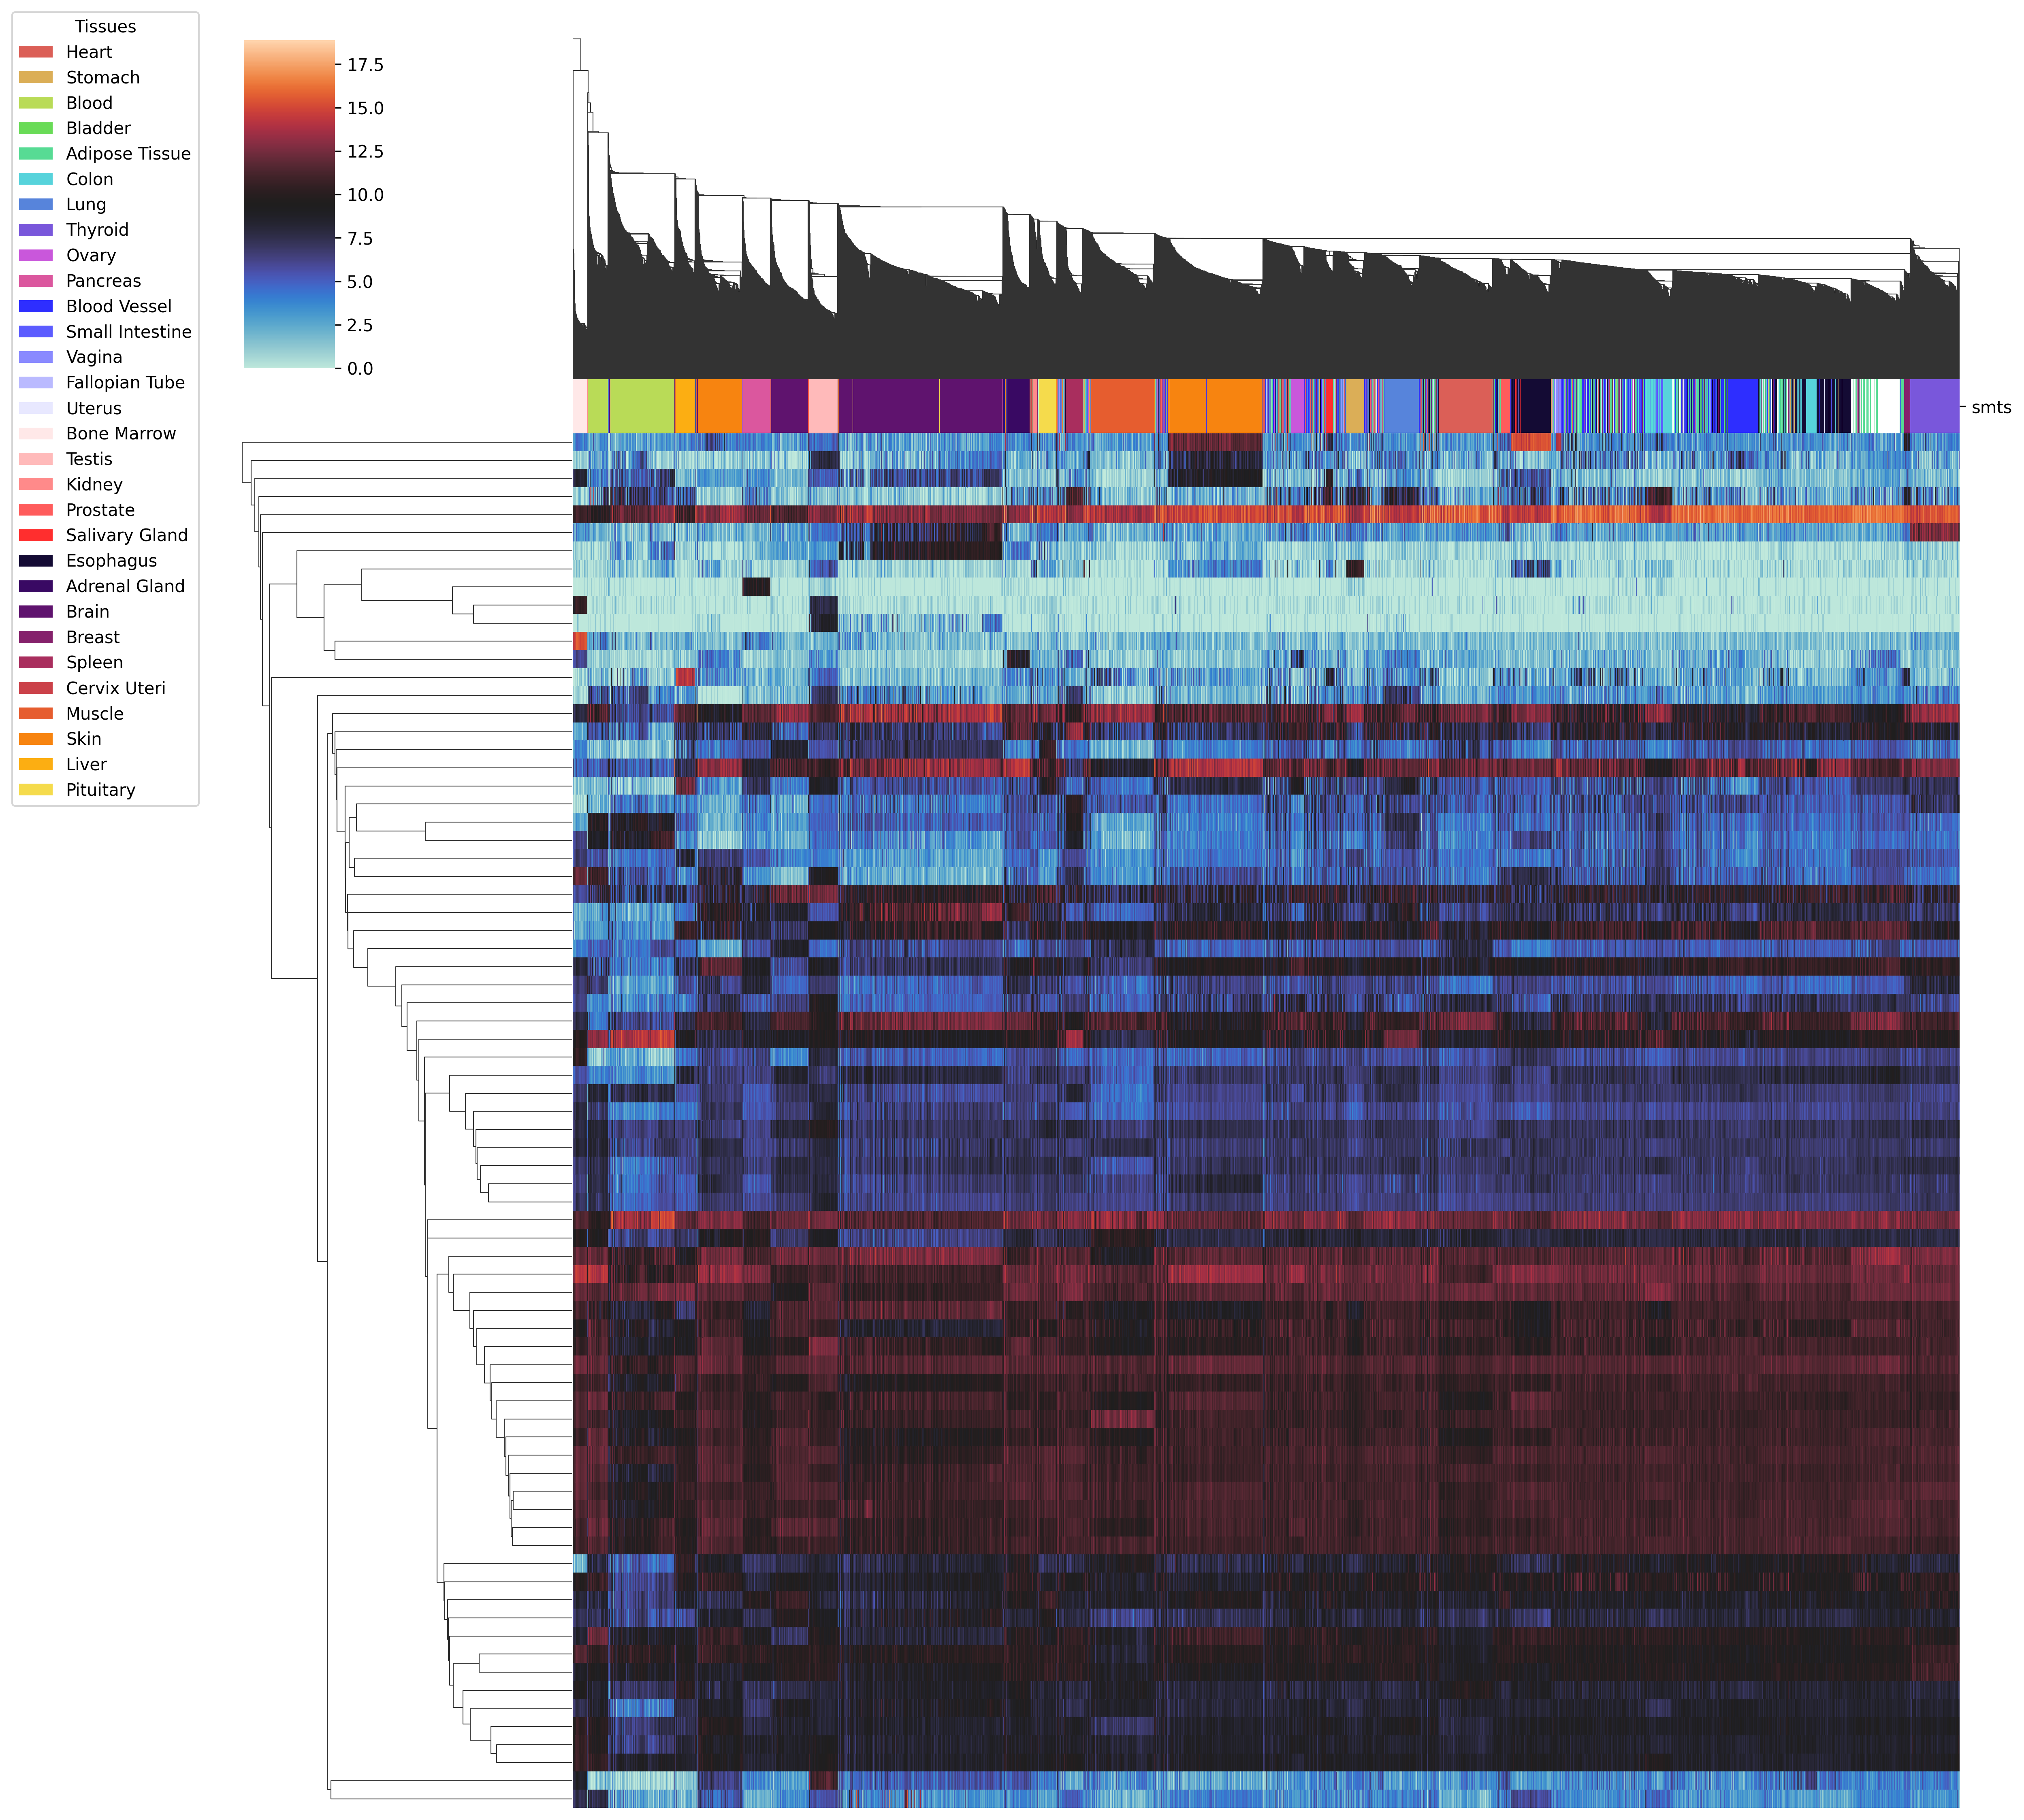 Tissues
Heart
Stomach
Blood
Bladder
Adipose Tissue
Colon
Lung
Thyroid
Ovary
Pancreas
Blood Vessel
Small Intestine
Vagina
Fallopian Tube
Uterus
Bone Marrow
Testis
Kidney
Prostate
Salivary Gland
Esophagus
Adrenal Gland
Brain
Breast
Spleen
Cervix Uteri
Muscle
Skin
Liver
Pituitary
17.5
15.0
12.5
10.0
7.5
5.0
2.5
0.0
smts